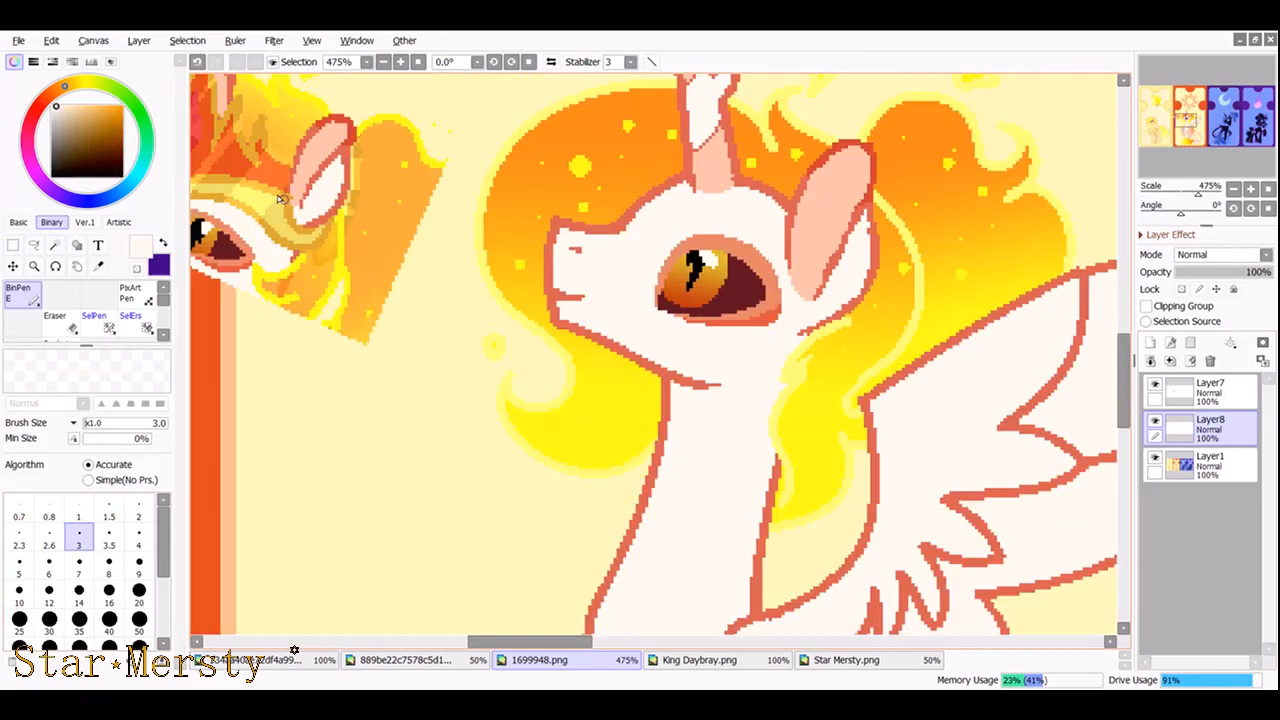 File Edit Canvas Layer Selection Ruler Filter View Window Other
Selection 475% 0.0° Stabilizer 3
Basic Binary Ver.1 Artistic
T
BinPen
E
PixArt
Pen
Eraser SelPen SelErs
Normal
Brush Size x1.0 3.0
Min Size 0%
Algorithm Accurate
Simple(No Prs.)
0.7 0.8 1 1.5 2
2.3 2.6 3 3.5 4
5 6 7 8 9
10 12 14 16 20
25 30 35 40 50
Scale 475%
Angle 0°
Layer Effect
Mode Normal
Opacity 100%
Lock
Clipping Group
Selection Source
Layer7
Normal
100%
Layer8
Normal
100%
Layer1
Normal
100%
100% 889be22c7578c5d1... 50% 1699948.png 475% King Daybray.png 100% Star Mersty.png 50%
Star★Mersty
Memory Usage 23% (41%) Drive Usage 91%